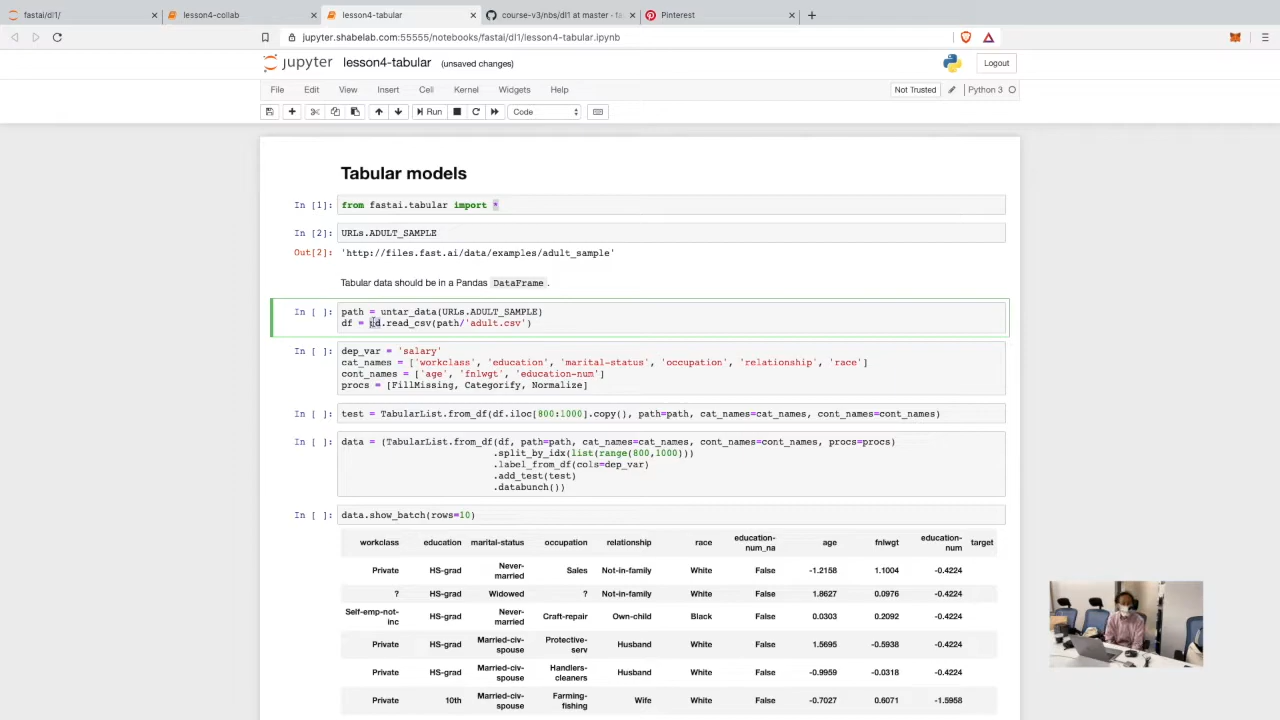 fastai/dl1/
lesson4-collab
lesson4-tabular
course-v3/nbs/dl1 at master · fa
Pinterest
jupyter.shabelab.com:55555/notebooks/fastai/dl1/lesson4-tabular.ipynb
jupyter lesson4-tabular (unsaved changes)
Logout
File Edit View Insert Cell Kernel Widgets Help
Not Trusted
Python 3
Run
Code
Tabular models
In [1]: from fastai.tabular import *
In [2]: URLs.ADULT_SAMPLE
Out[2]: 'http://files.fast.ai/data/examples/adult_sample'
Tabular data should be in a Pandas DataFrame.
In [ ]: path = untar_data(URLs.ADULT_SAMPLE)
df = pd.read_csv(path/'adult.csv')
In [ ]: dep_var = 'salary'
cat_names = ['workclass', 'education', 'marital-status', 'occupation', 'relationship', 'race']
cont_names = ['age', 'fnlwgt', 'education-num']
procs = [FillMissing, Categorify, Normalize]
In [ ]: test = TabularList.from_df(df.iloc[800:1000].copy(), path=path, cat_names=cat_names, cont_names=cont_names)
In [ ]: data = (TabularList.from_df(df, path=path, cat_names=cat_names, cont_names=cont_names, procs=procs)
.split_by_idx(list(range(800,1000)))
.label_from_df(cols=dep_var)
.add_test(test)
.databunch())
In [ ]: data.show_batch(rows=10)
workclass education marital-status occupation relationship race education-num_na age fnlwgt education-num target
Private HS-grad Never-married Sales Not-in-family White False -1.2158 1.1004 -0.4224
? HS-grad Widowed ? Not-in-family White False 1.8627 0.0976 -0.4224
Self-emp-not-inc HS-grad Never-married Craft-repair Own-child Black False 0.0303 0.2092 -0.4224
Private HS-grad Married-civ-spouse Protective-serv Husband White False 1.5695 -0.5938 -0.4224
Private HS-grad Married-civ-spouse Handlers-cleaners Husband White False -0.9959 -0.0318 -0.4224
Private 10th Married-civ-spouse Farming-fishing Wife White False -0.7027 0.6071 -1.5958